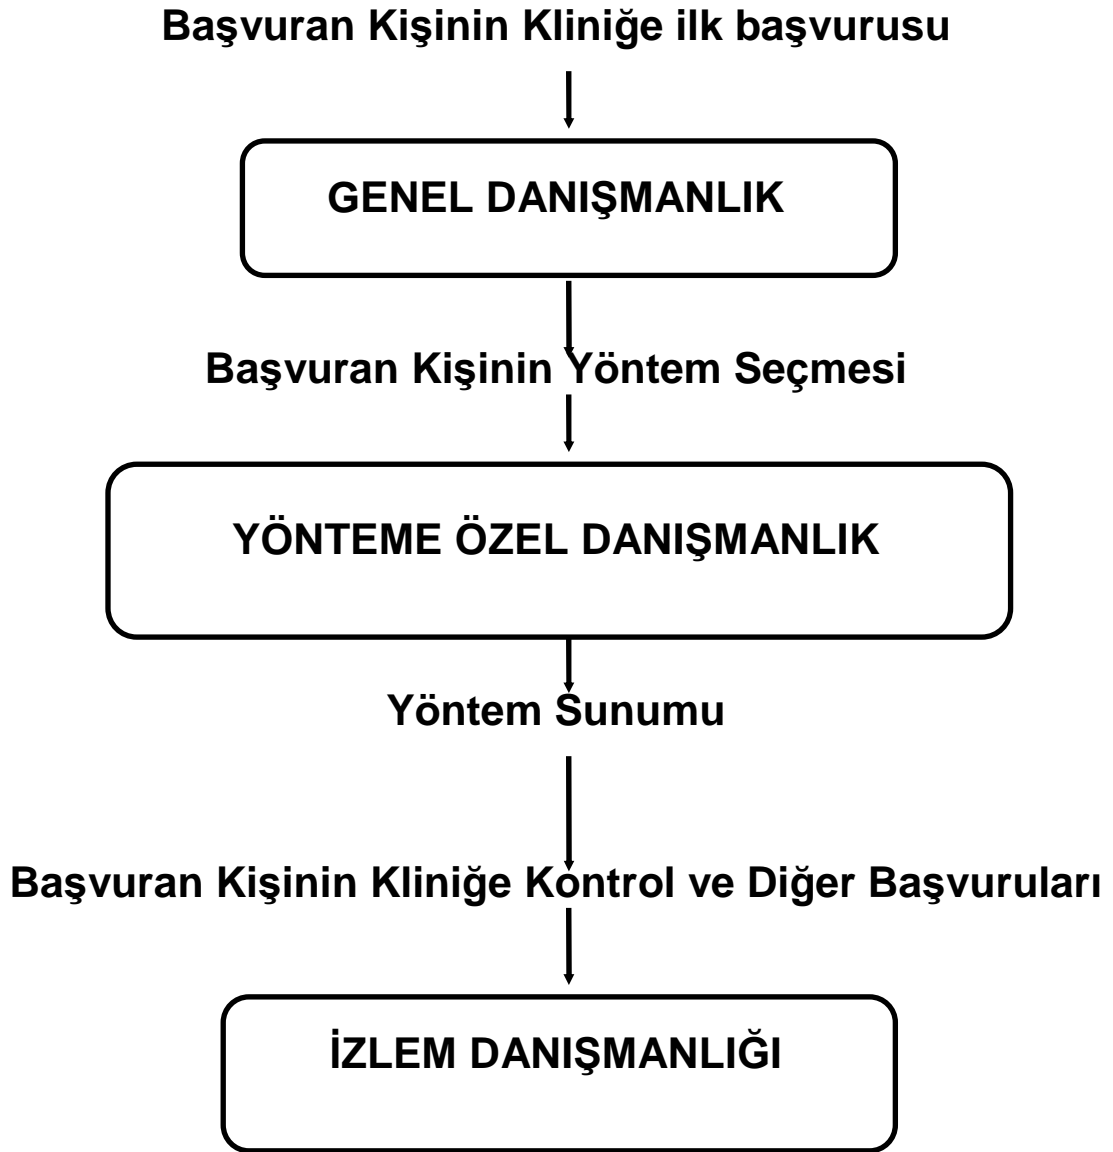 Başvuran Kişinin Kliniğe ilk başvurusu
GENEL DANIŞMANLIK
Başvuran Kişinin Yöntem Seçmesi
YÖNTEME ÖZEL DANIŞMANLIK
Yöntem Sunumu
Başvuran Kişinin Kliniğe Kontrol ve Diğer Başvuruları
İZLEM DANIŞMANLIĞI